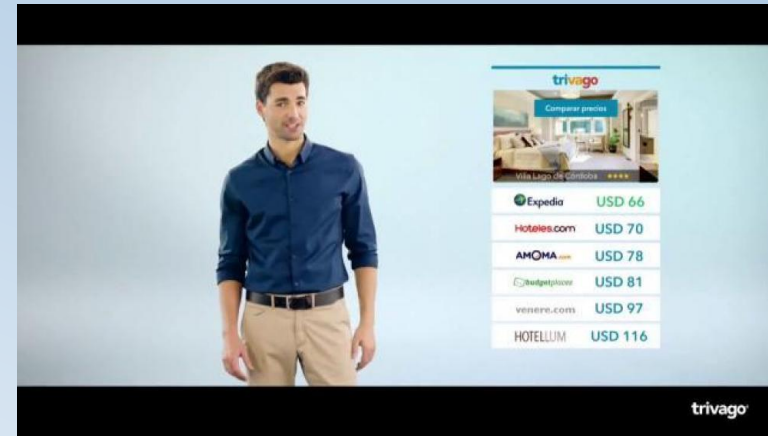 trivago
Comparar precios
Villa Lago de Córdoba
Expedia USD 66
Hoteles.com USD 70
AMOMA.com USD 78
budgetplaces USD 81
venere.com USD 97
HOTELLUM USD 116
trivago